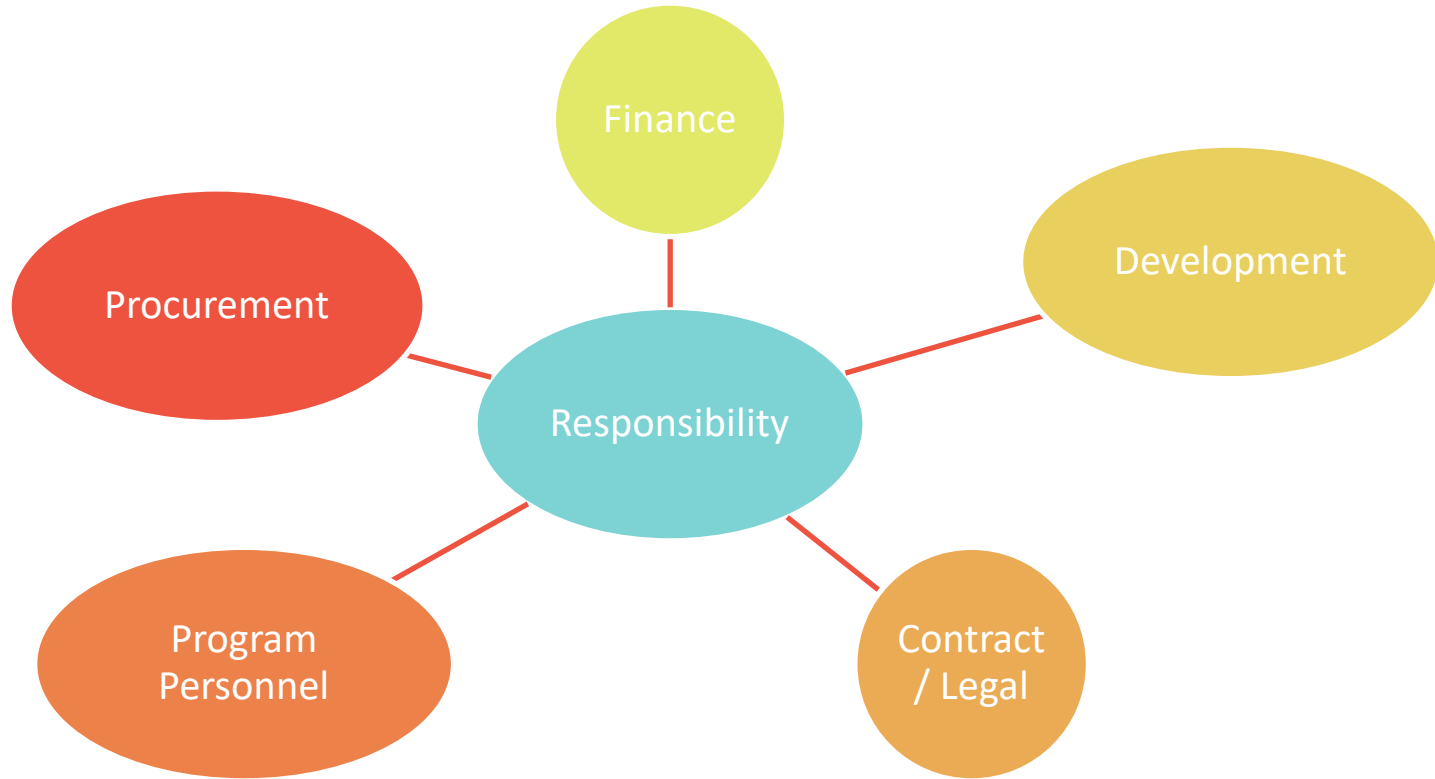 Finance
Development
Procurement
Responsibility
Program
Personnel
Contract
/ Legal